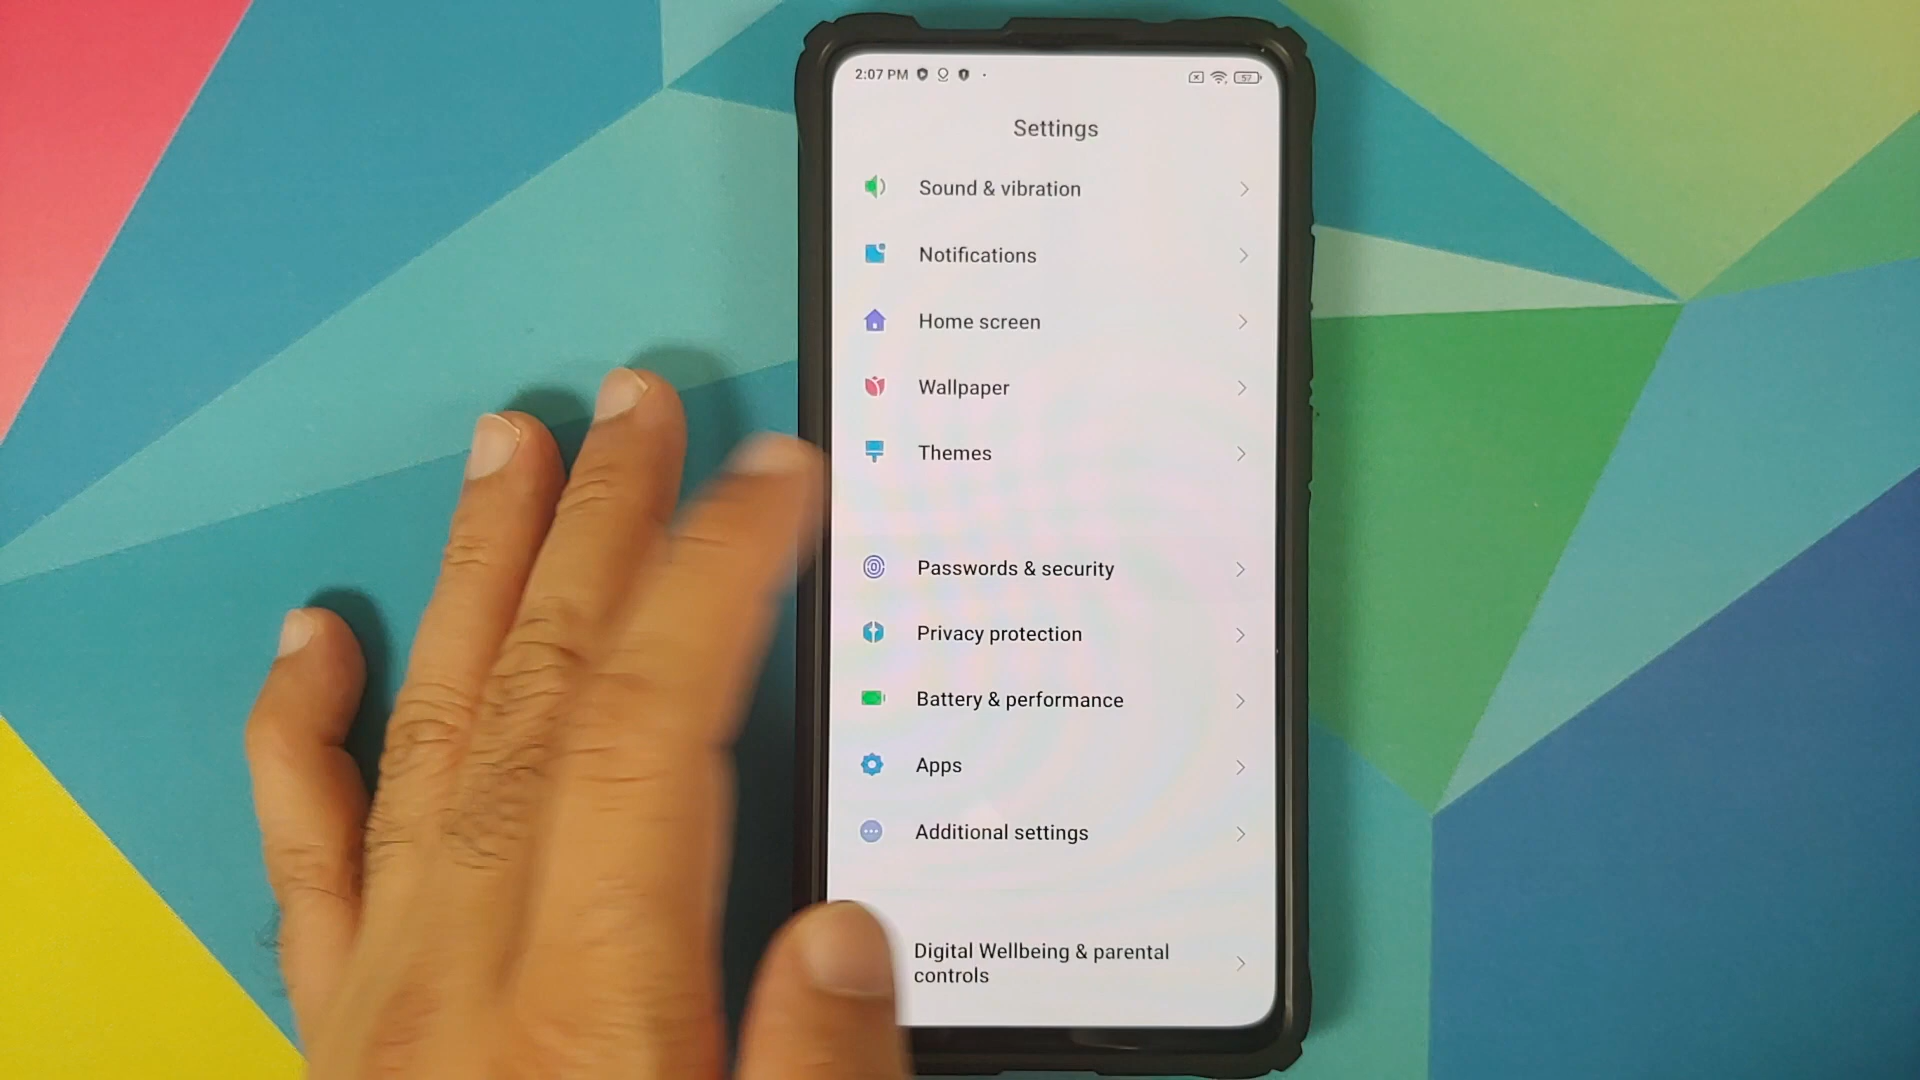 2:07 PM
57
Settings
Sound & vibration
Notifications
Home screen
Wallpaper
Themes
Passwords & security
Privacy protection
Battery & performance
Apps
Additional settings
Digital Wellbeing & parental
controls